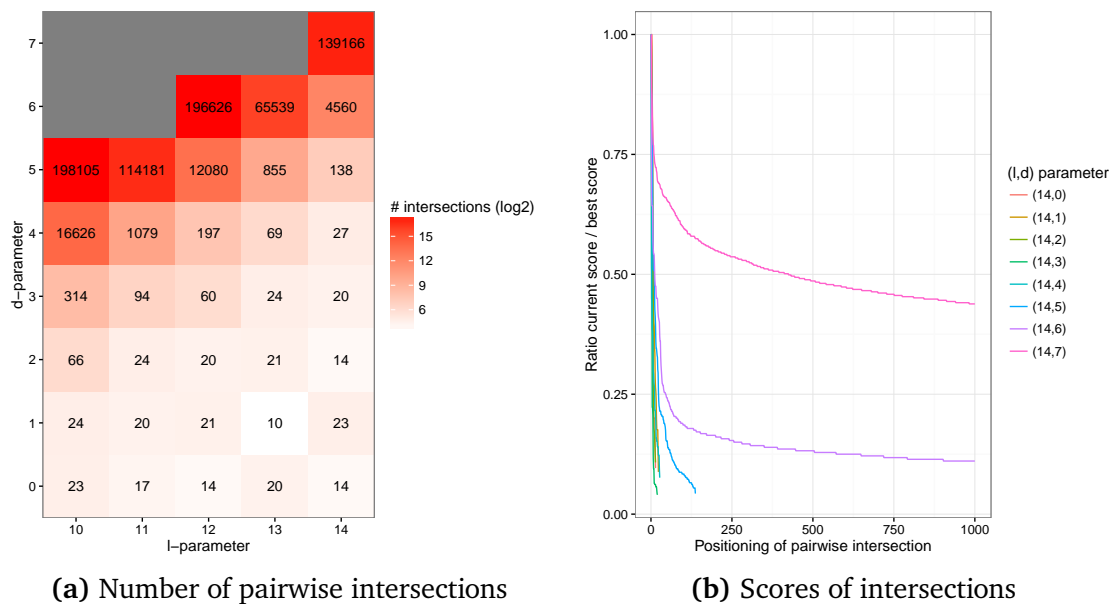 7
139166
6
196626 65539 4560
5
198105 114181 12080 855 138
4
16626 1079 197 69 27
3
314 94 60 24 20
2
66 24 20 21 14
1
24 20 21 10 23
0
23 17 14 20 14
10 11 12 13 14
l−parameter
d−parameter
# intersections (log2)
15
12
9
6
(a) Number of pairwise intersections
1.00
0.75
0.50
0.25
0.00
Ratio current score / best score
0 250 500 750 1000
Positioning of pairwise intersection
(l,d) parameter
(14,0)
(14,1)
(14,2)
(14,3)
(14,4)
(14,5)
(14,6)
(14,7)
(b) Scores of intersections